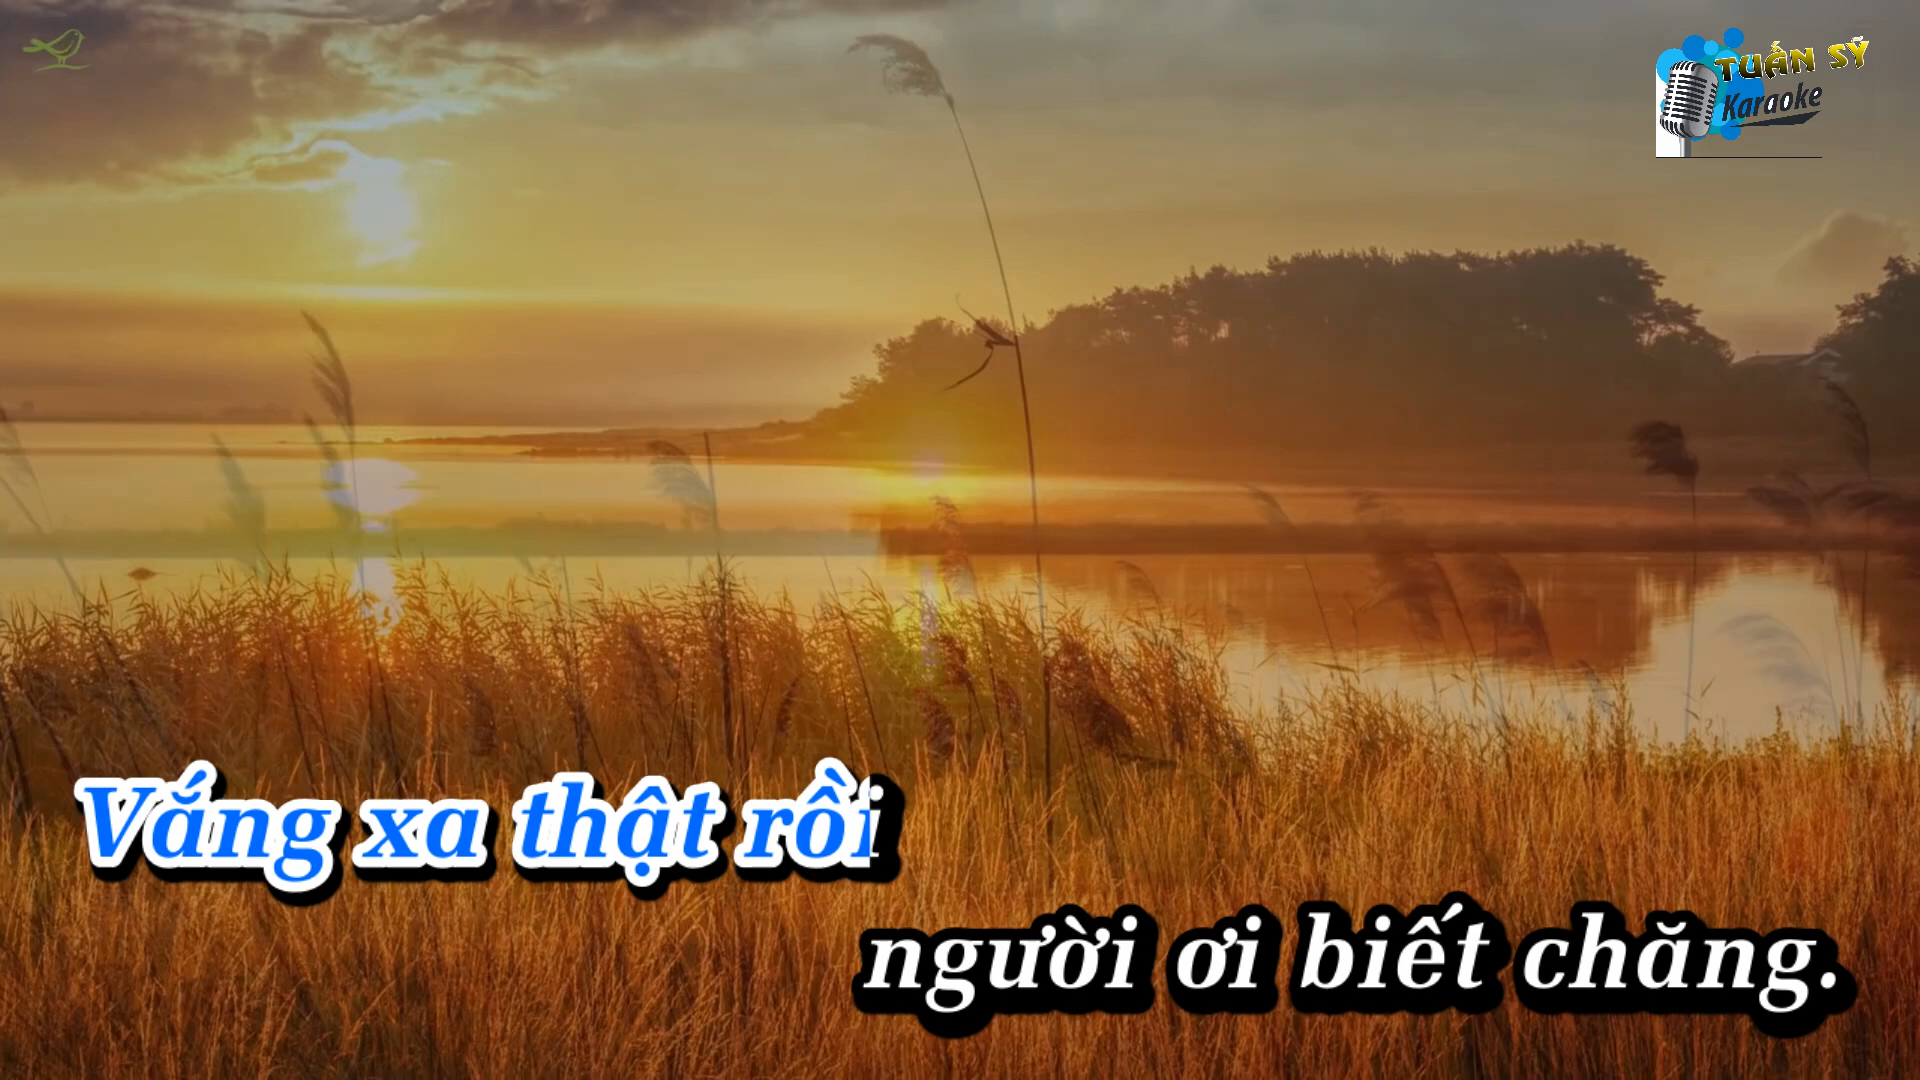 TUẤN SỸ
Karaoke
Vắng xa thật rồi
người ơi biết chăng.